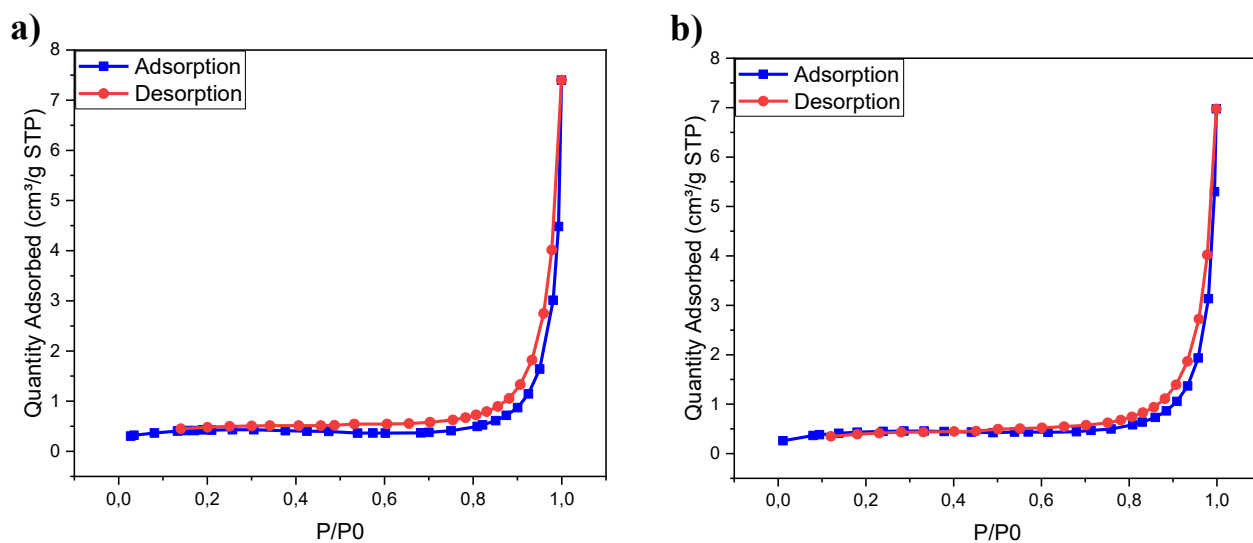 a)
Adsorption
Desorption
Quantity Adsorbed (cm³/g STP)
8
7
6
5
4
3
2
1
0
0,0 0,2 0,4 0,6 0,8 1,0
P/P0
b)
Adsorption
Desorption
Quantity Adsorbed (cm³/g STP)
8
7
6
5
4
3
2
1
0
0,0 0,2 0,4 0,6 0,8 1,0
P/P0